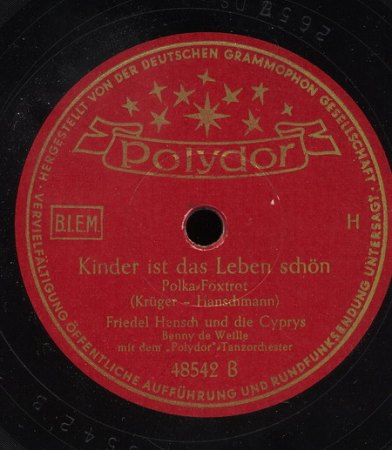 HERGESTELLT VON DER DEUTSCHEN GRAMMOPHON GESELLSCHAFT
Polydor
B.I.E.M.
H
Kinder ist das Leben schön
Polka-Foxtrot
(Krüger – Hanschmann)
Friedel Hensch und die Cyprys
Benny de Weille
mit dem „Polydor"-Tanzorchester
48542 B
VERVIELFÄLTIGUNG ÖFFENTLICHE AUFFÜHRUNG UND RUNDFUNKSENDUNG UNTERSAGT